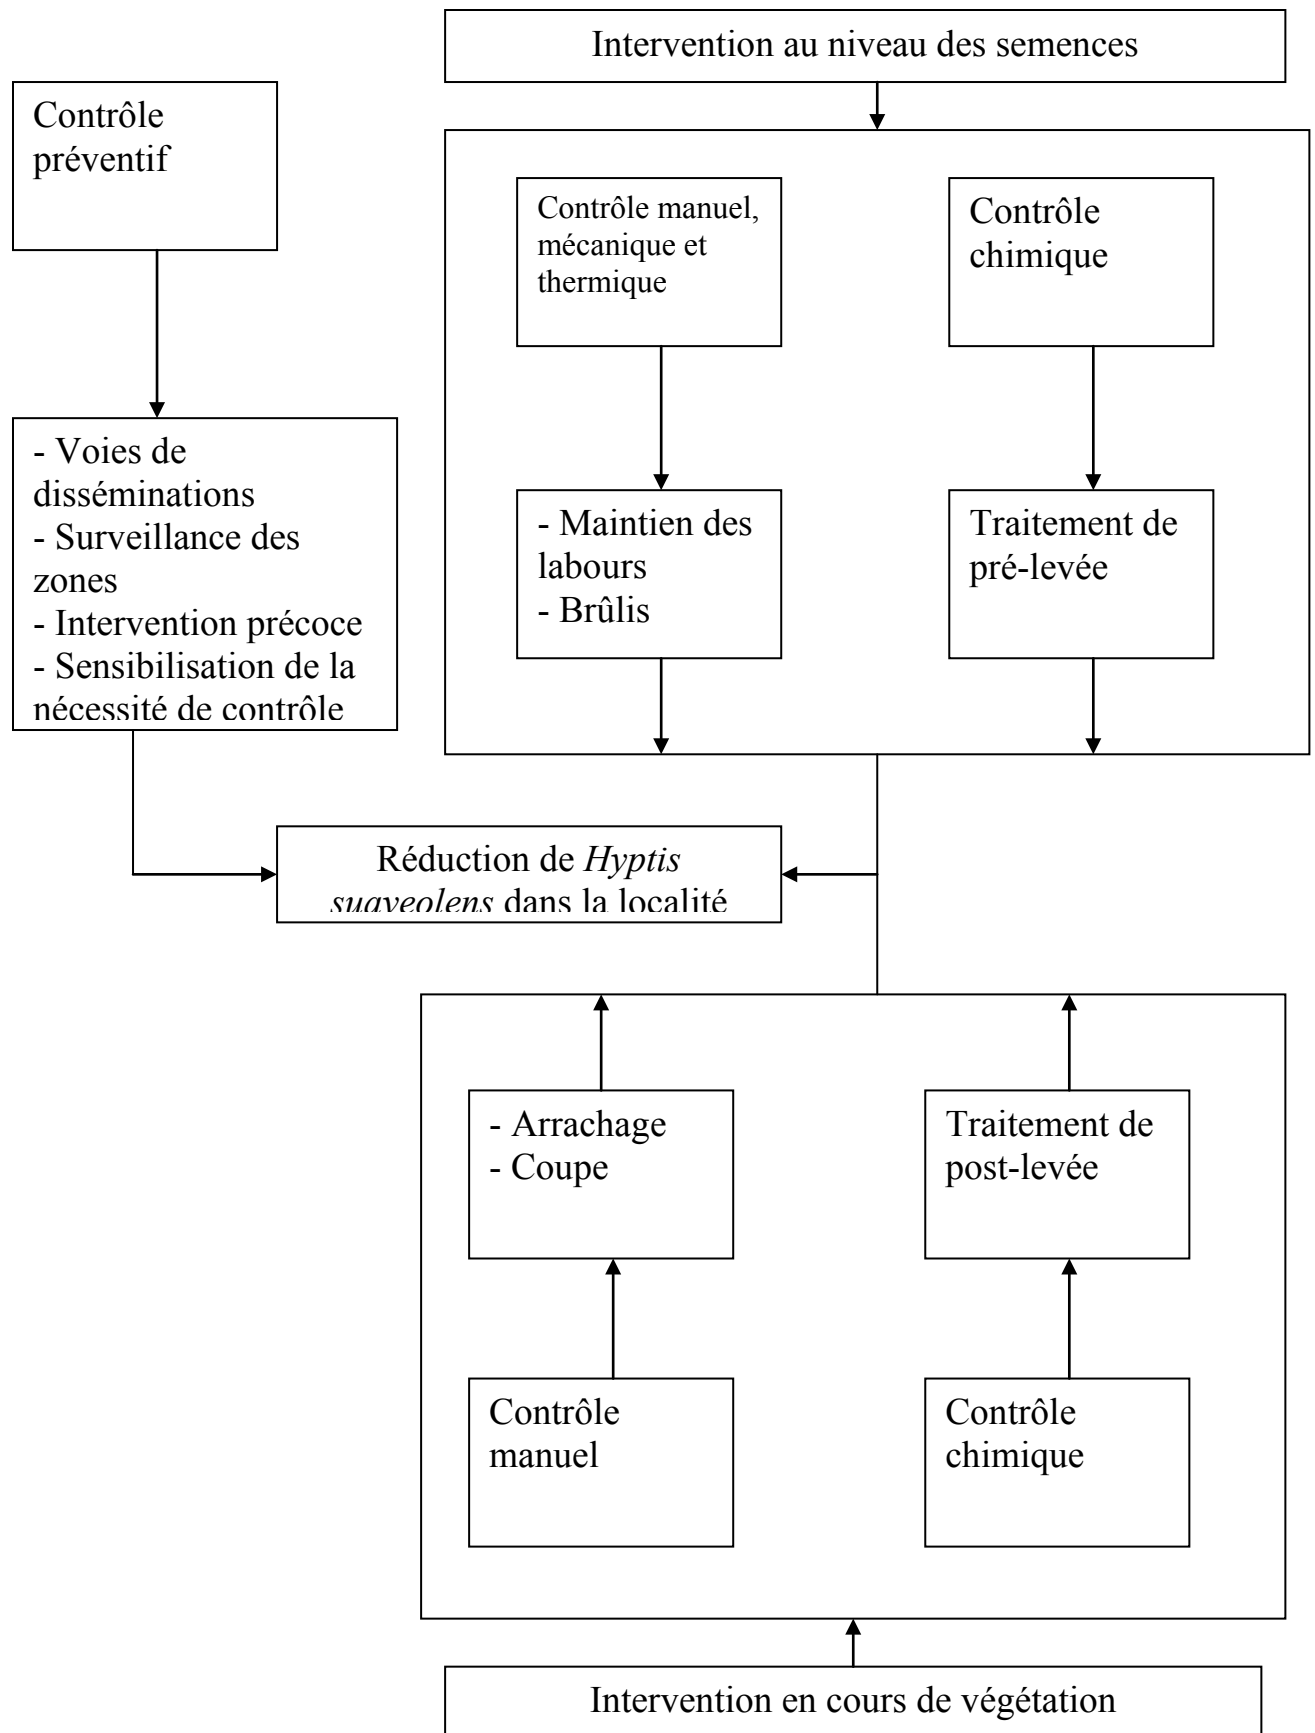 Intervention au niveau des semences
Contrôle
préventif
Contrôle manuel,
mécanique et
thermique
Contrôle
chimique
- Voies de
disséminations
- Surveillance des
zones
- Intervention précoce
- Sensibilisation de la
nécessité de contrôle
- Maintien des
labours
- Brûlis
Traitement de
pré-levée
Réduction de Hyptis
suaveolens dans la localité
- Arrachage
- Coupe
Traitement de
post-levée
Contrôle
manuel
Contrôle
chimique
Intervention en cours de végétation